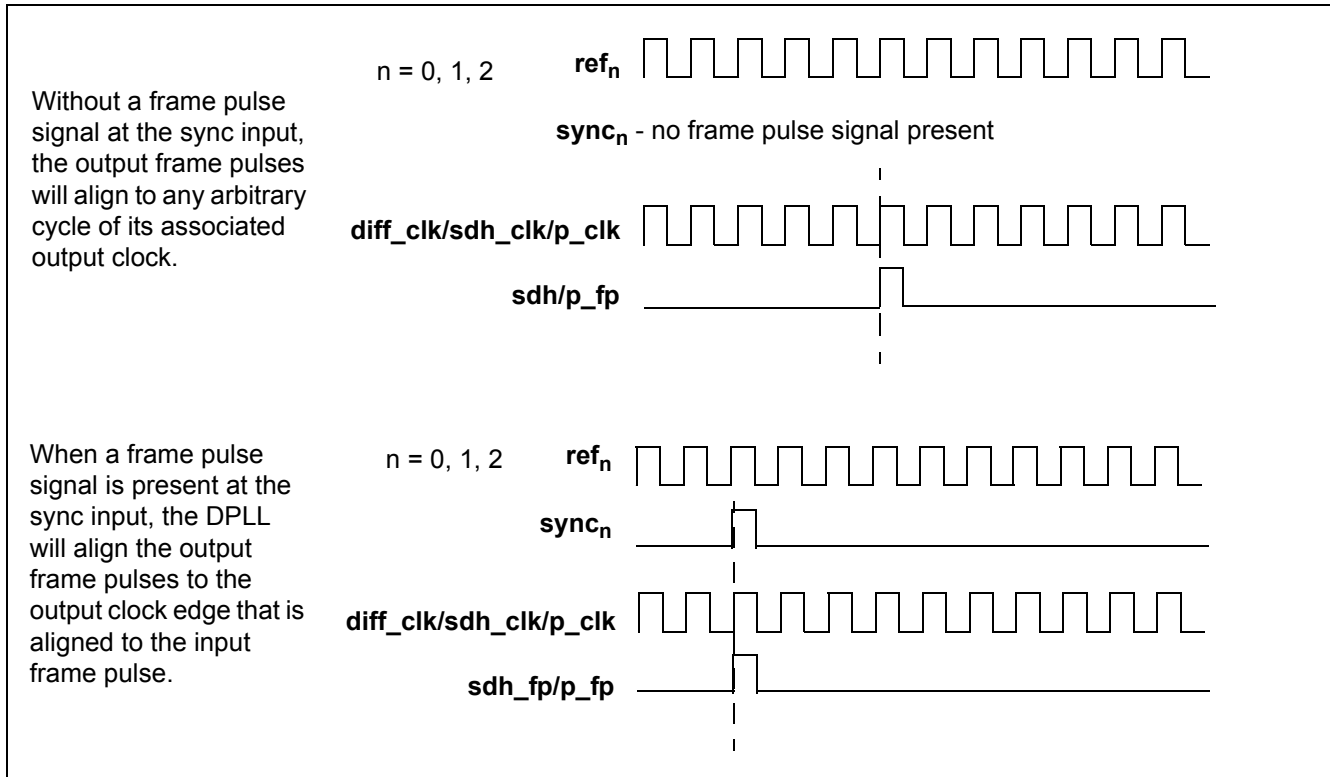 n = 0, 1, 2 refn
Without a frame pulse
signal at the sync input,
the output frame pulses
will align to any arbitrary
cycle of its associated
output clock.
syncn - no frame pulse signal present
diff_clk/sdh_clk/p_clk
sdh/p_fp
When a frame pulse
signal is present at the
sync input, the DPLL
will align the output
frame pulses to the
output clock edge that is
aligned to the input
frame pulse.
n = 0, 1, 2 refn
syncn
diff_clk/sdh_clk/p_clk
sdh_fp/p_fp